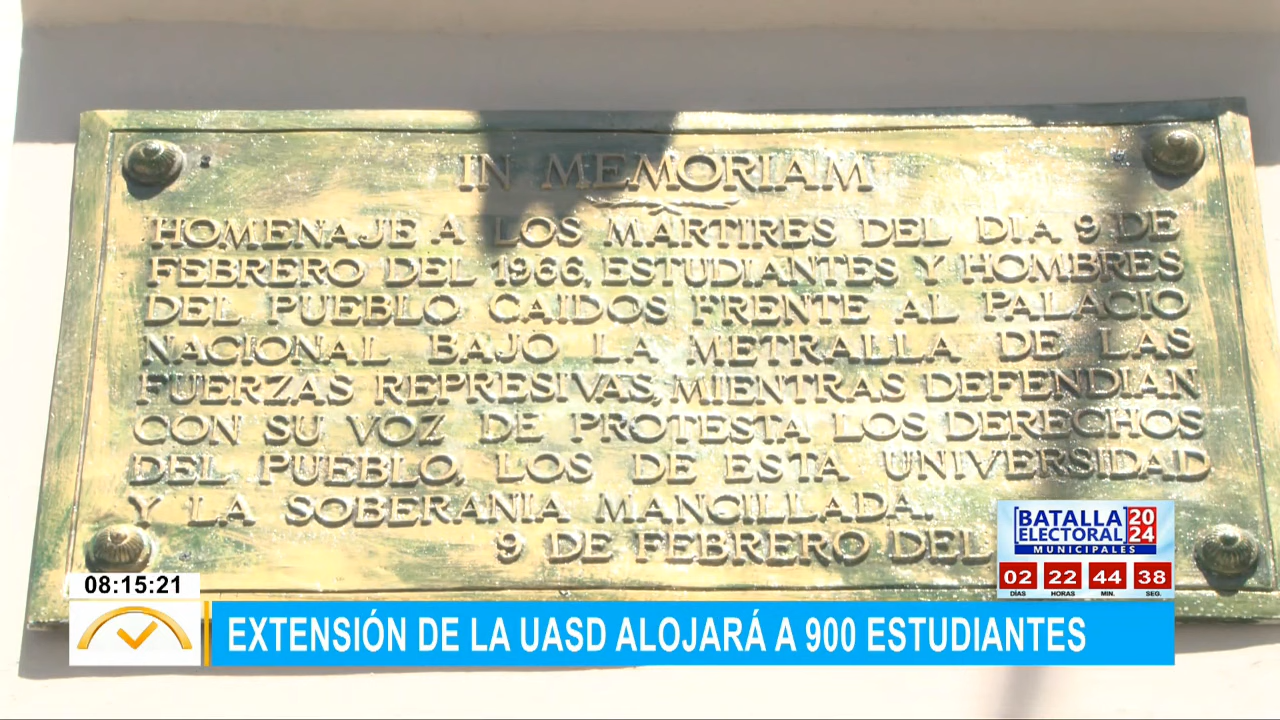 IN MEMORIAM
HOMENAJE A LOS MARTIRES DEL DIA 9 DE
FEBRERO DEL 1966, ESTUDIANTES Y HOMBRES
DEL PUEBLO CAIDOS FRENTE AL PALACIO
NACIONAL BAJO LA METRALLA DE LAS
FUERZAS REPRESIVAS, MIENTRAS DEFENDIAN
CON SU VOZ DE PROTESTA LOS DERECHOS
DEL PUEBLO, LOS DE ESTA UNIVERSIDAD
Y LA SOBERANIA MANCILLADA.
9 DE FEBRERO DEL
BATALLA 20
ELECTORAL 24
MUNICIPALES
02 22 44 38
DÍAS HORAS MIN. SEG.
08:15:21
EXTENSIÓN DE LA UASD ALOJARÁ A 900 ESTUDIANTES